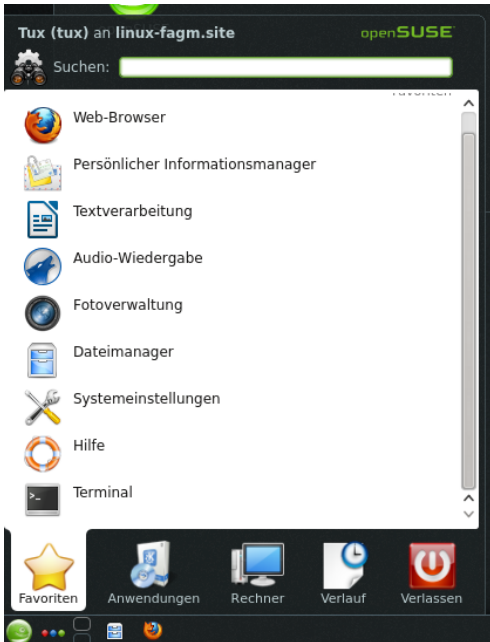 Tux (tux) an linux-fagm.site
openSUSE
Suchen:
Favoriten
Web-Browser
Persönlicher Informationsmanager
Textverarbeitung
Audio-Wiedergabe
Fotoverwaltung
Dateimanager
Systemeinstellungen
Hilfe
>_
Terminal
Favoriten
Anwendungen
Rechner
Verlauf
Verlassen